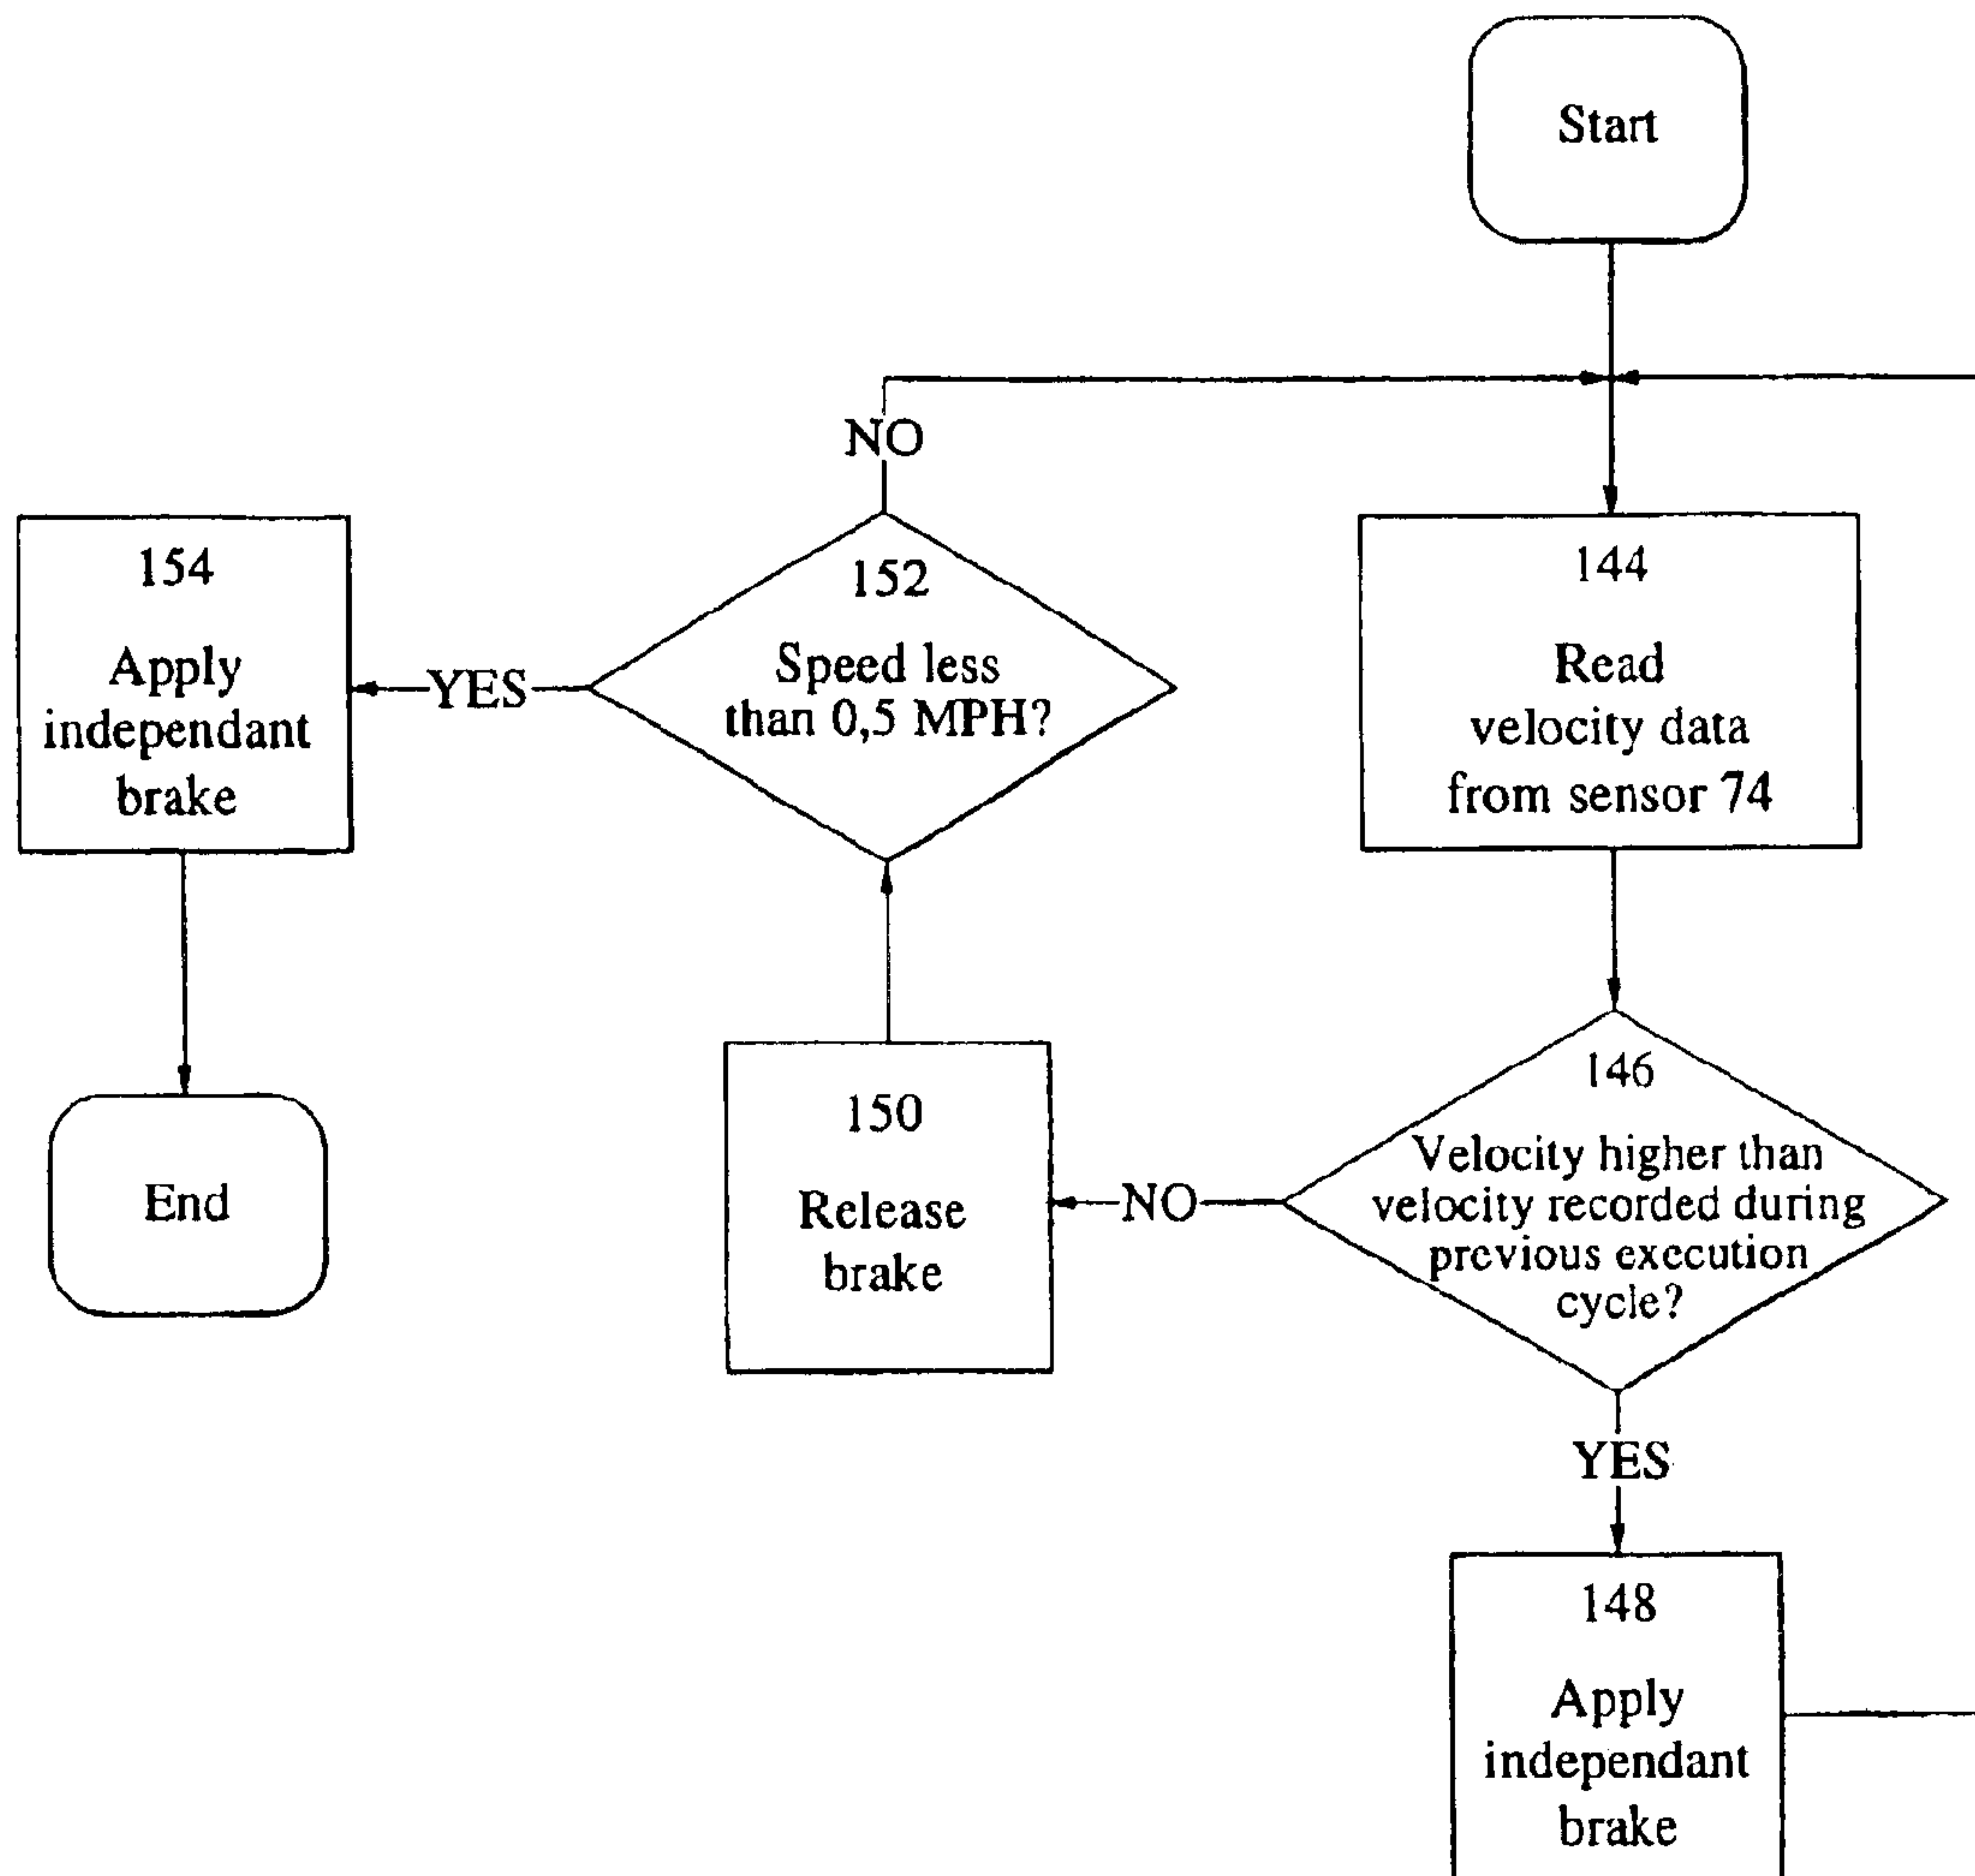 Start
144
Read
velocity data
from sensor 74
146
Velocity higher than
velocity recorded during
previous execution
cycle?
YES
148
Apply
independant
brake
NO
150
Release
brake
152
Speed less
than 0,5 MPH?
NO
YES
154
Apply
independant
brake
End